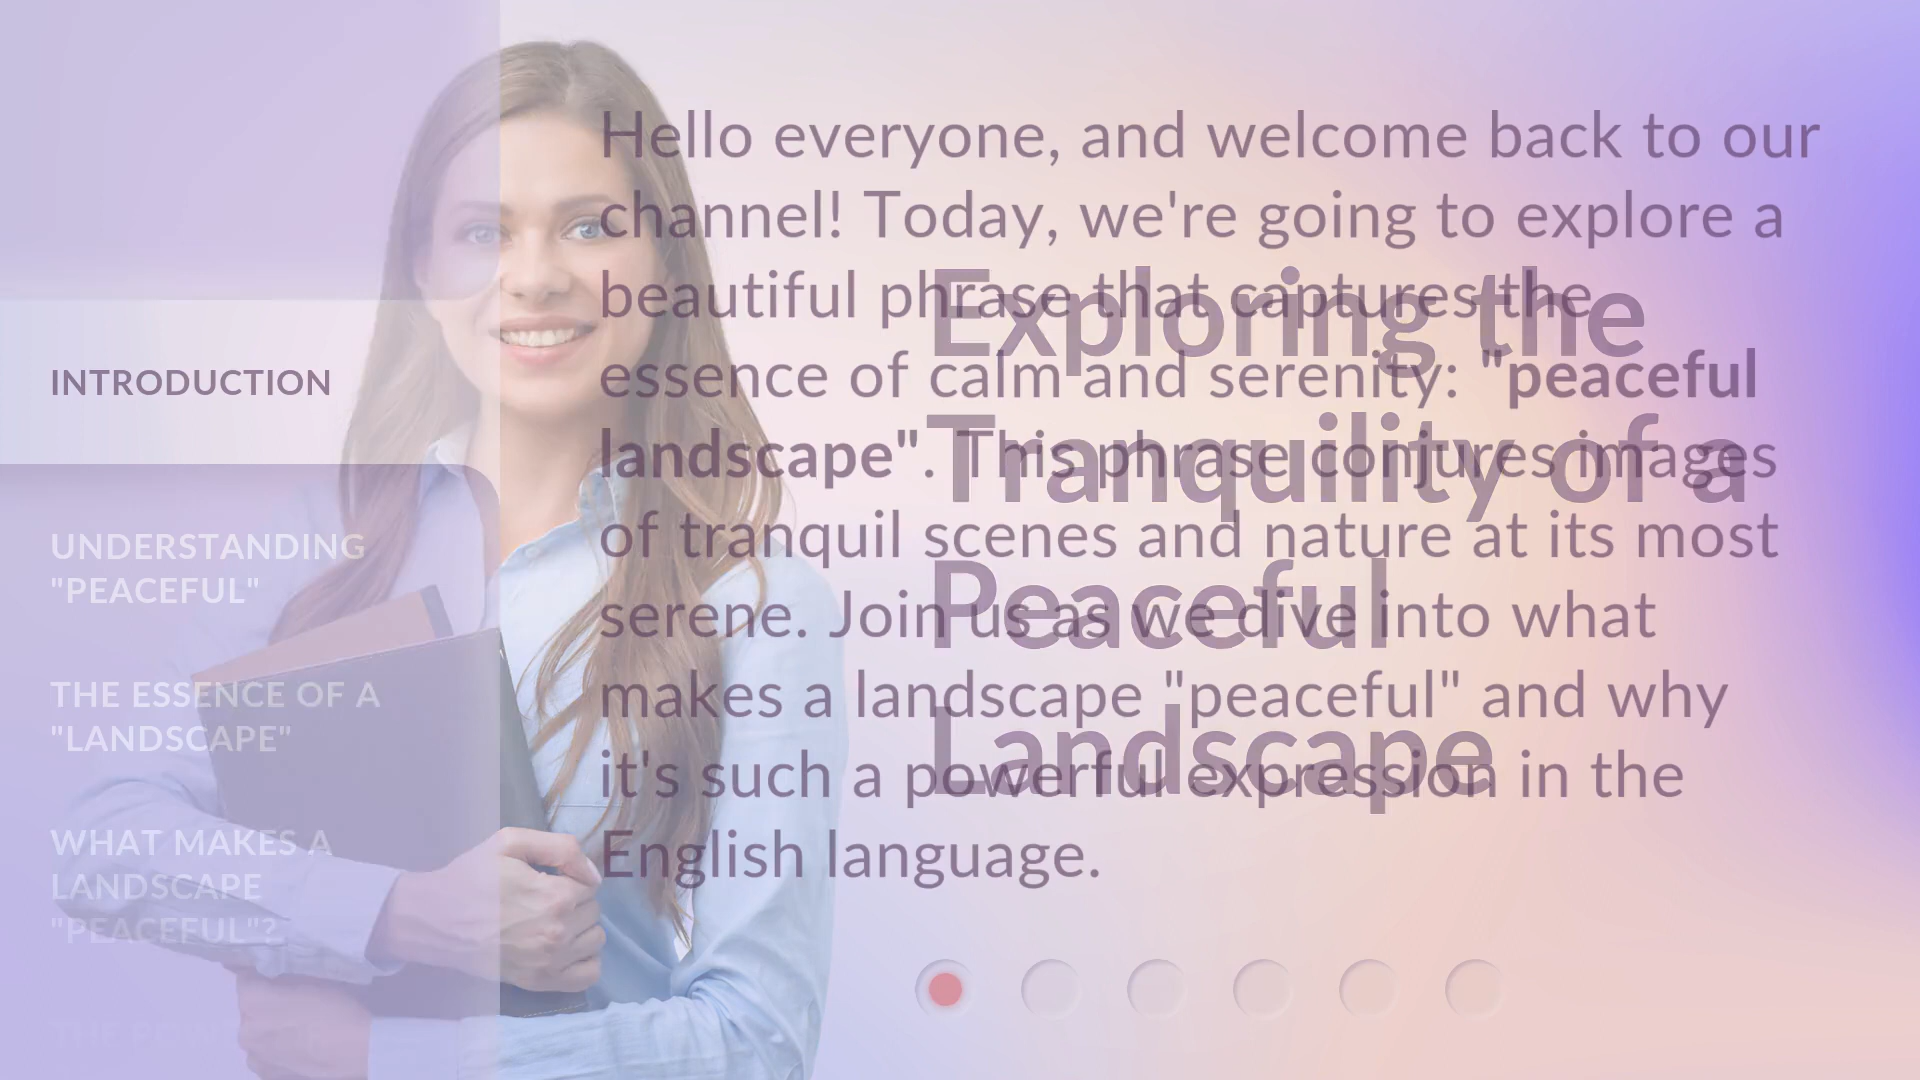 INTRODUCTION
UNDERSTANDING
"PEACEFUL"
THE ESSENCE OF A
"LANDSCAPE"
WHAT MAKES A
LANDSCAPE
"PEACEFUL"?
THE POWER
Hello everyone, and welcome back to our
channel! Today, we're going to explore a
beautiful phrase that captures the
essence of calm and serenity: "peaceful
landscape". This phrase conjures images
of tranquil scenes and nature at its most
serene. Join us as we dive into what
makes a landscape "peaceful" and why
it's such a powerful expression in the
English language.
Exploring the
Tranquility of a
Peaceful
Landscape